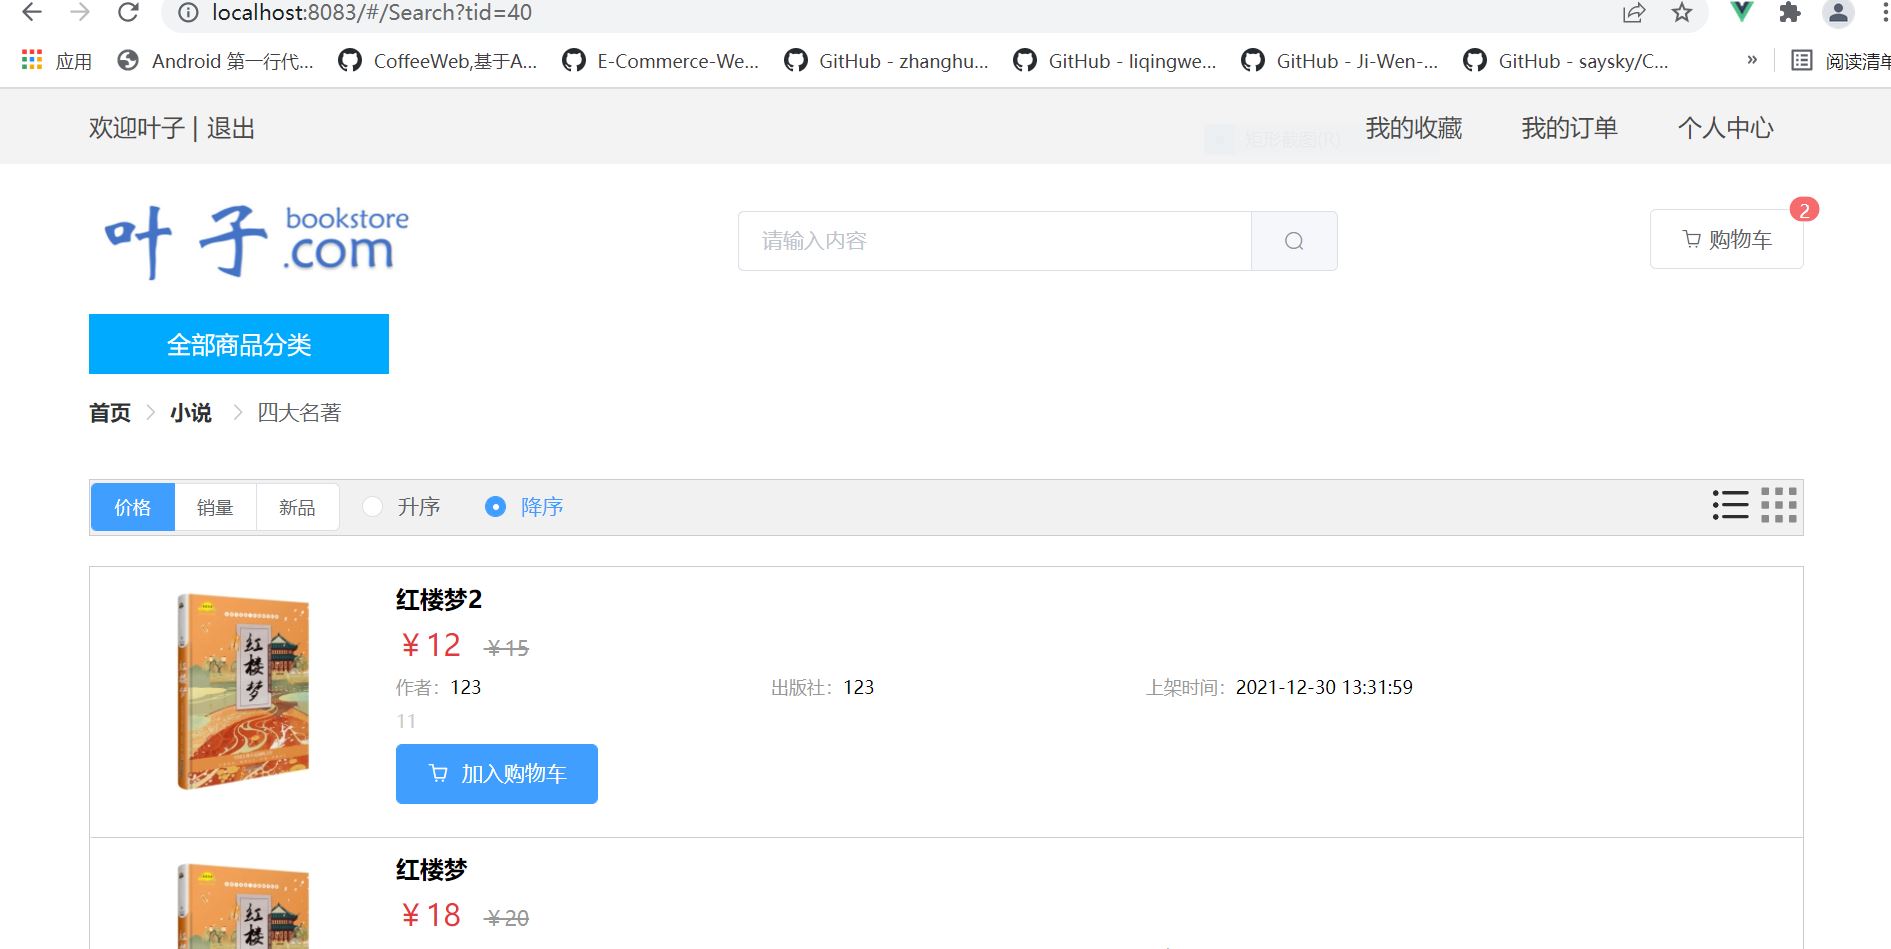 localhost:8083/#/Search?tid=40
应用 Android 第一行代... CoffeeWeb,基于A... E-Commerce-We... GitHub - zhanghu... GitHub - liqingwe... GitHub - Ji-Wen-... GitHub - saysky/C... » 阅读清单
欢迎叶子 | 退出 矩形截图(R) 我的收藏 我的订单 个人中心
叶子 bookstore
.com
请输入内容
2
购物车
全部商品分类
首页 小说 四大名著
价格 销量 新品 升序 降序
红楼梦2
￥12 ￥15
作者：123 出版社：123 上架时间：2021-12-30 13:31:59
11
加入购物车
红楼梦
红楼梦
￥18 ￥20
红楼